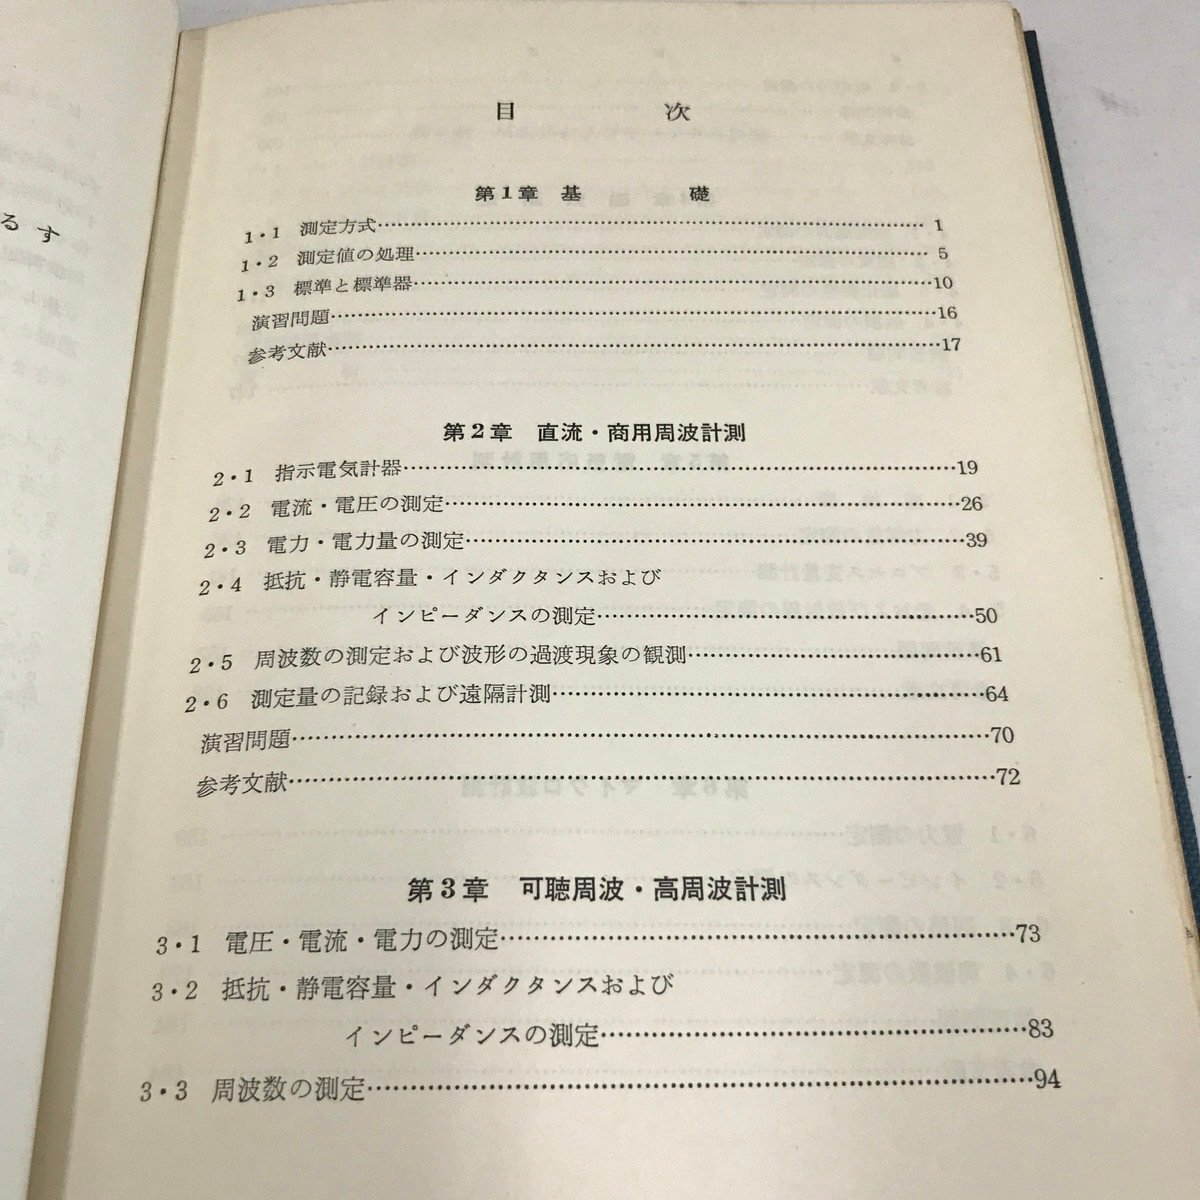 るす
目次
第1章 基礎
1・1 測定方式……1
1・2 測定値の処理……5
1・3 標準と標準器……10
演習問題……16
参考文献……17
第2章 直流・商用周波計測
2・1 指示電気計器……19
2・2 電流・電圧の測定……26
2・3 電力・電力量の測定……39
2・4 抵抗・静電容量・インダクタンスおよび
インピーダンスの測定……50
2・5 周波数の測定および波形の過渡現象の観測……61
2・6 測定量の記録および遠隔計測……64
演習問題……70
参考文献……72
第3章 可聴周波・高周波計測
3・1 電圧・電流・電力の測定……73
3・2 抵抗・静電容量・インダクタンスおよび
インピーダンスの測定……83
3・3 周波数の測定……94